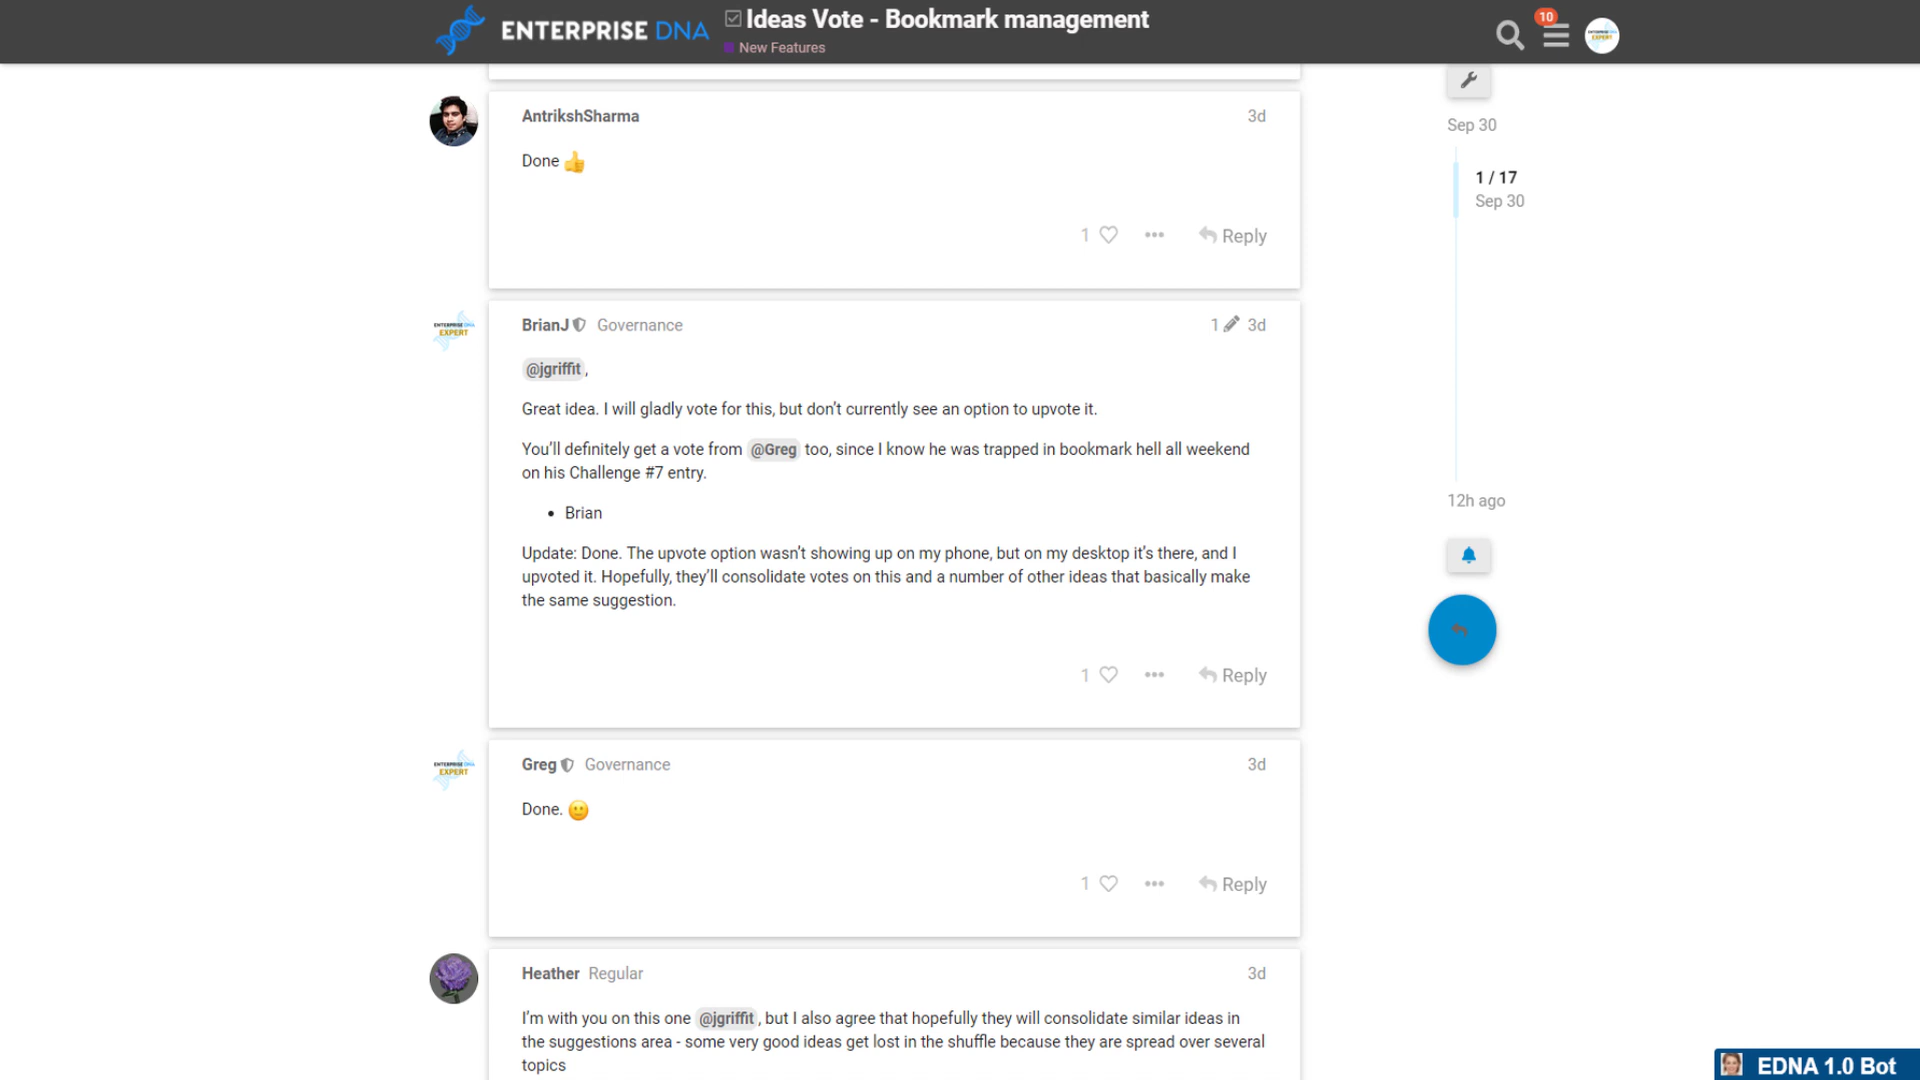 ENTERPRISE DNA
Ideas Vote - Bookmark management
New Features
10
AntrikshSharma
3d
Done
1
Reply
Sep 30
1 / 17
Sep 30
12h ago
ENTERPRISE DNA
EXPERT
BrianJ Governance
1 3d
@jgriffit,
Great idea. I will gladly vote for this, but don’t currently see an option to upvote it.
You’ll definitely get a vote from @Greg too, since I know he was trapped in bookmark hell all weekend
on his Challenge #7 entry.
• Brian
Update: Done. The upvote option wasn’t showing up on my phone, but on my desktop it’s there, and I
upvoted it. Hopefully, they’ll consolidate votes on this and a number of other ideas that basically make
the same suggestion.
1
Reply
ENTERPRISE DNA
EXPERT
Greg Governance
3d
Done.
1
Reply
Heather Regular
3d
I’m with you on this one @jgriffit, but I also agree that hopefully they will consolidate similar ideas in
the suggestions area - some very good ideas get lost in the shuffle because they are spread over several
topics
EDNA 1.0 Bot